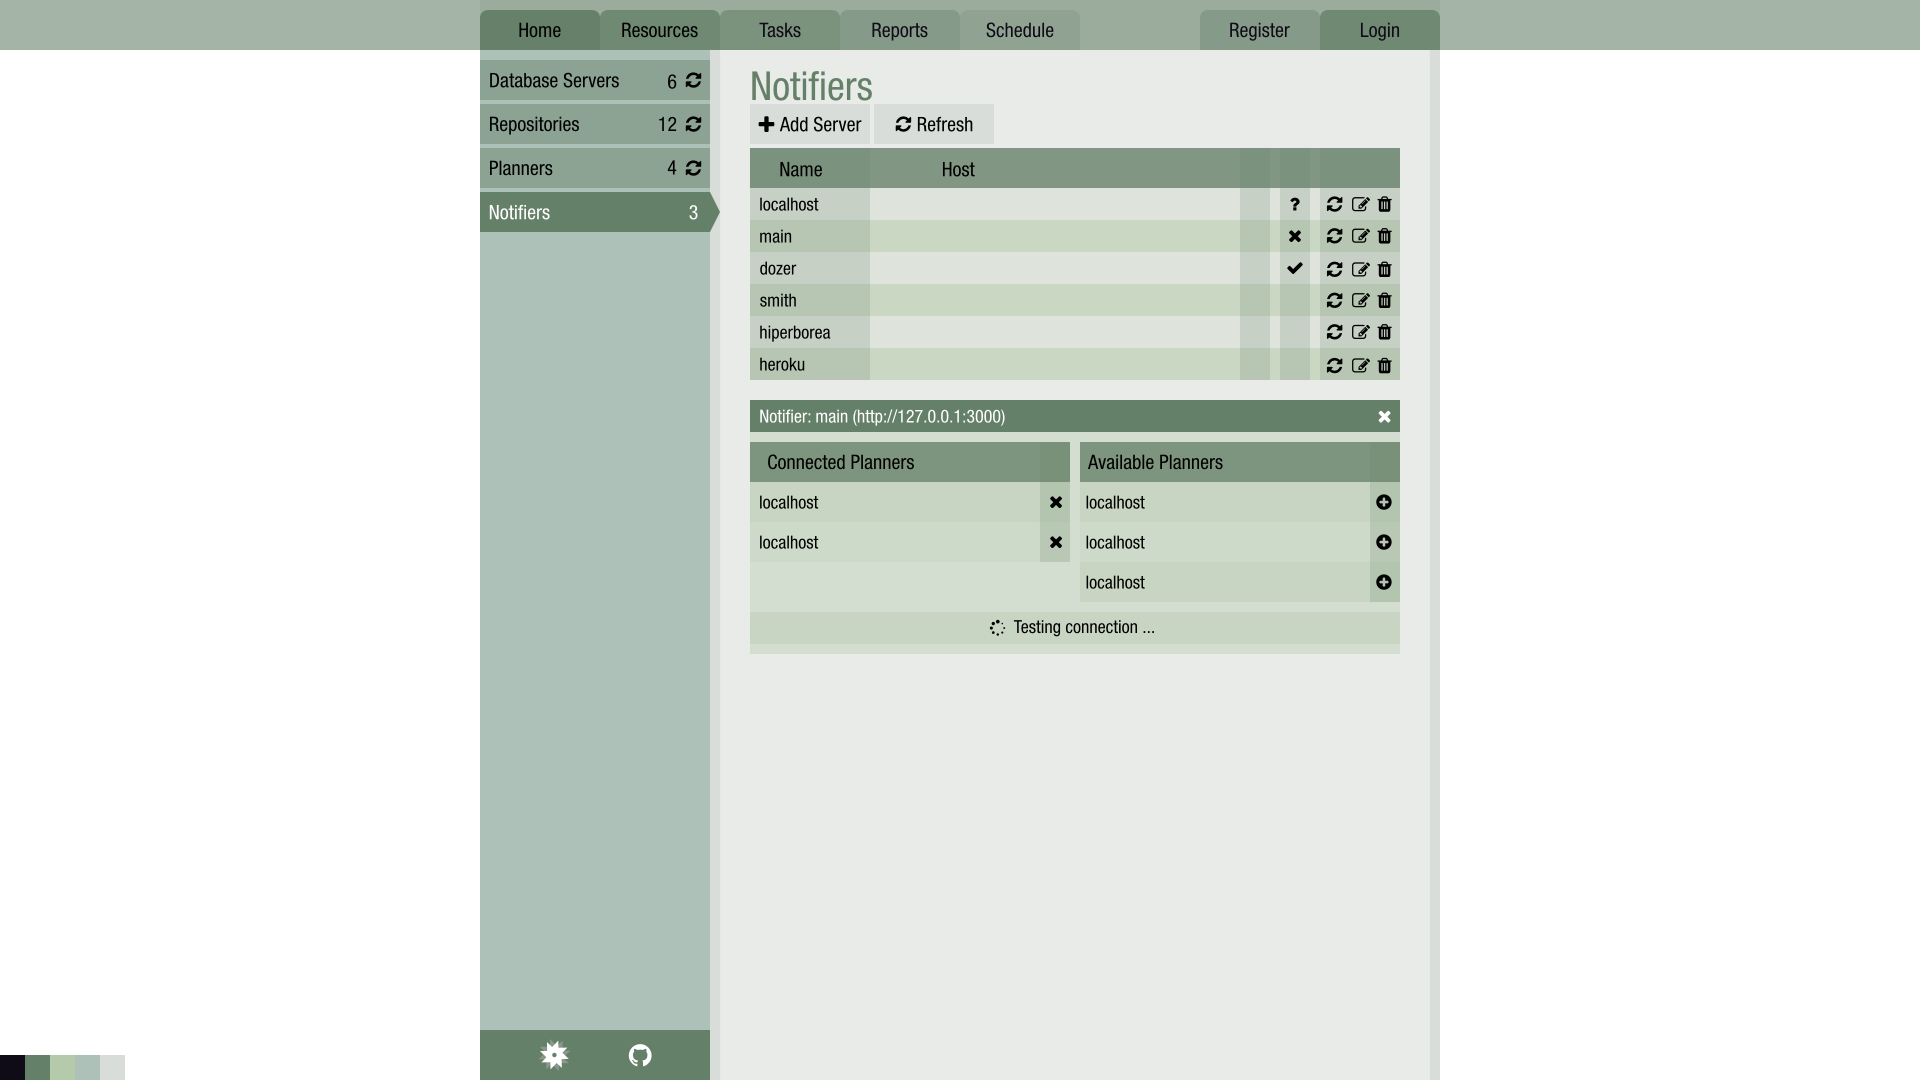 Home Resources Tasks Reports Schedule Register Login
Database Servers 6
Repositories 12
Planners 4
Notifiers 3
Notifiers
Add Server Refresh
Name Host
localhost ?
main
dozer
smith
hiperborea
heroku
Notifier: main (http://127.0.0.1:3000)
Connected Planners Available Planners
localhost localhost
localhost localhost
localhost
Testing connection ...